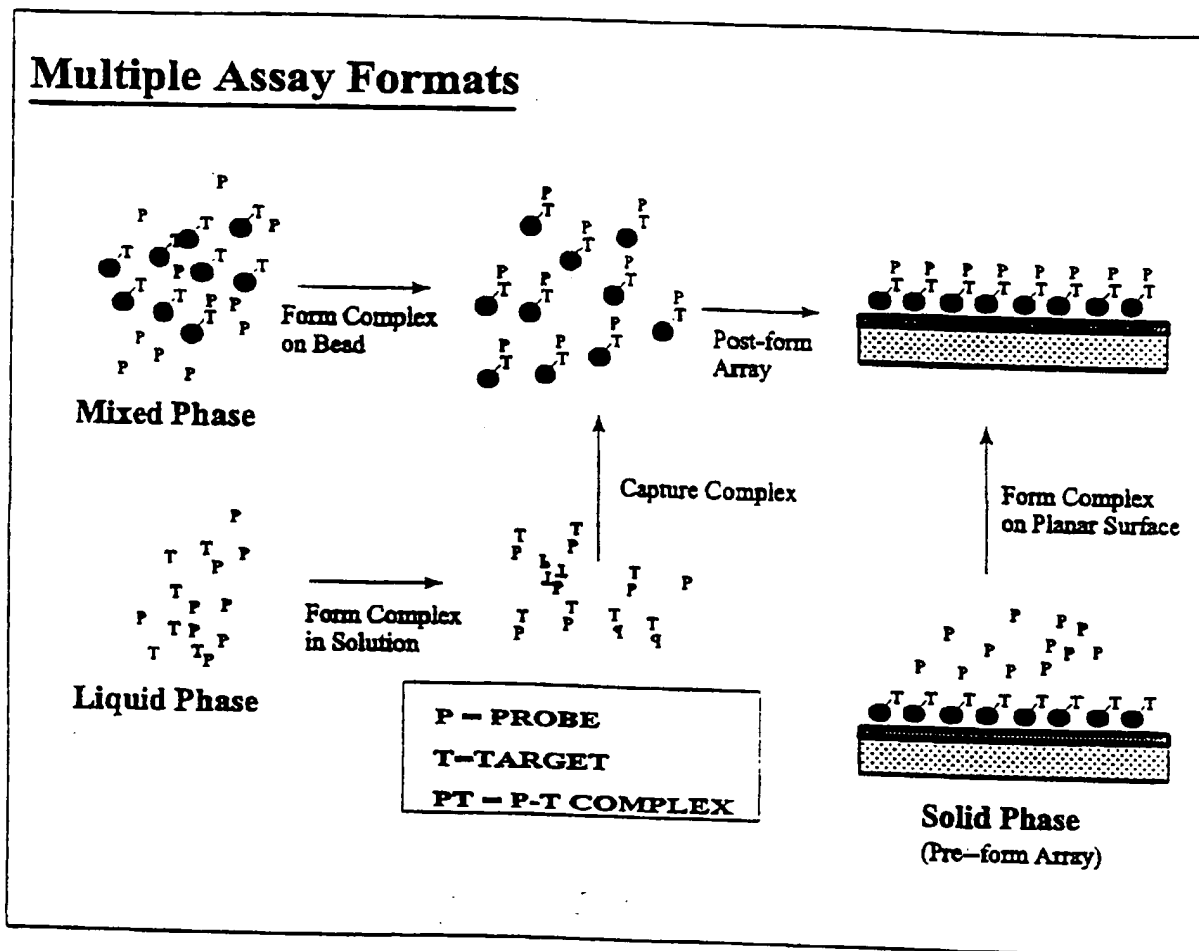 Multiple Assay Formats
P
P
T
T
T
T
P
T
P
T
T
T
T
P
P
T
P
P
P
P
P
P
P
Form Complex
on Bead
Mixed Phase
P
T
P
T
P
T
P
T
P
T
P
T
P
T
P
T
P
T
P
T
Post-form
Array
P P P P P P P P
T T T T T T T T
Capture Complex
Form Complex
on Planar Surface
P
T
T
P
P
T
P
P
P
T
P
P
T
T
P
P
Form Complex
in Solution
T
P
T
P
T
P
T
P
P
T
P
T
P
T
P
T
P
Liquid Phase
P
P
P
P
P
P
P
P
P
P
P
T T T T T T T T
P – PROBE
T–TARGET
PT – P-T COMPLEX
Solid Phase
(Pre–form Array)